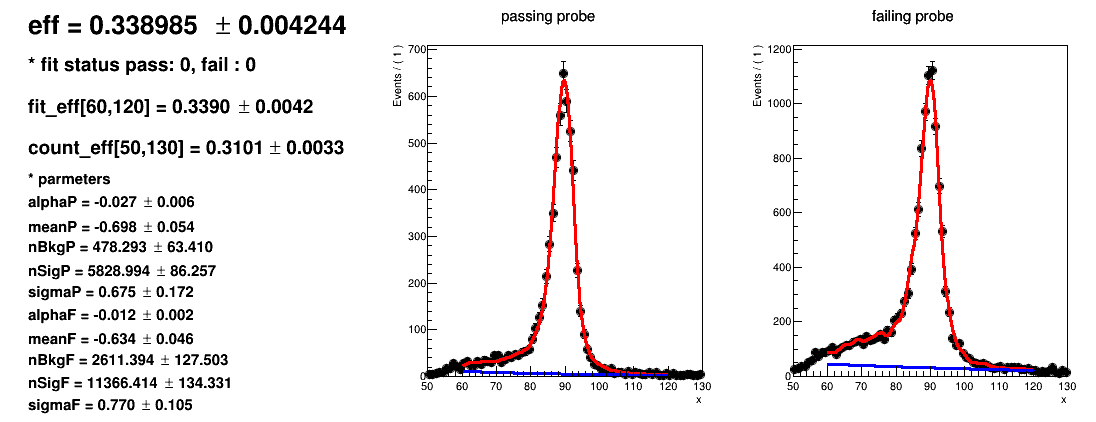 eff = 0.338985 ± 0.004244
* fit status pass: 0, fail : 0
fit_eff[60,120] = 0.3390 ± 0.0042
count_eff[50,130] = 0.3101 ± 0.0033
* parmeters
alphaP = -0.027 ± 0.006
meanP = -0.698 ± 0.054
nBkgP = 478.293 ± 63.410
nSigP = 5828.994 ± 86.257
sigmaP = 0.675 ± 0.172
alphaF = -0.012 ± 0.002
meanF = -0.634 ± 0.046
nBkgF = 2611.394 ± 127.503
nSigF = 11366.414 ± 134.331
sigmaF = 0.770 ± 0.105
passing probe
Events / ( 1 )
700
600
500
400
300
200
100
0
50 60 70 80 90 100 110 120 130
x
failing probe
Events / ( 1 )
1200
1000
800
600
400
200
0
50 60 70 80 90 100 110 120 130
x